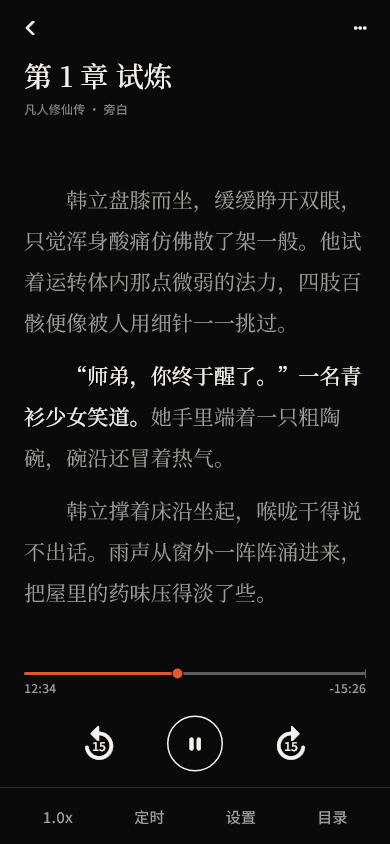 第 1 章 试炼
凡人修仙传 · 旁白
韩立盘膝而坐，缓缓睁开双眼，
只觉浑身酸痛仿佛散了架一般。他试
着运转体内那点微弱的法力，四肢百
骸便像被人用细针一一挑过。
“师弟，你终于醒了。”一名青
衫少女笑道。她手里端着一只粗陶
碗，碗沿还冒着热气。
韩立撑着床沿坐起，喉咙干得说
不出话。雨声从窗外一阵阵涌进来，
把屋里的药味压得淡了些。
12:34
-15:26
15
15
1.0x
定时
设置
目录